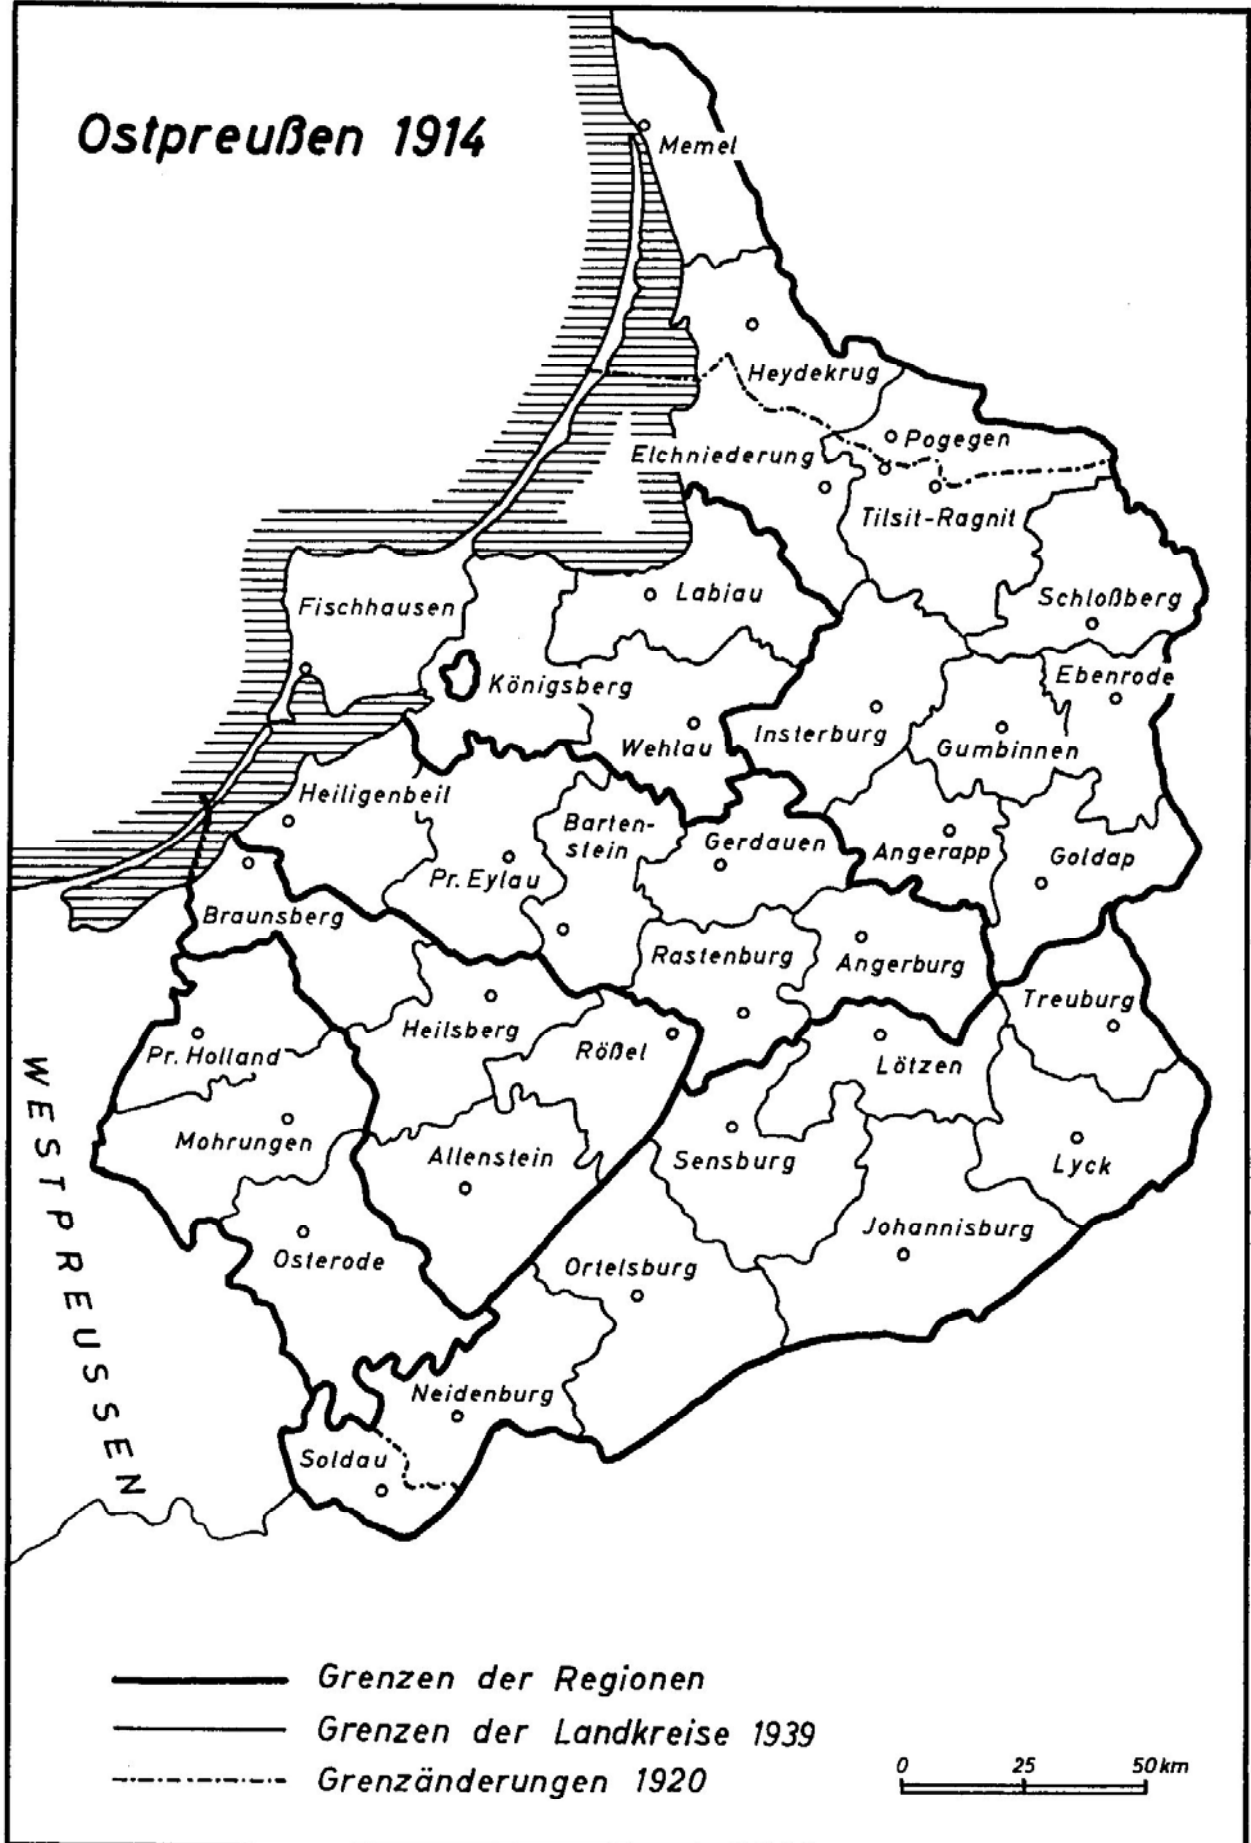 Ostpreußen 1914
Memel
Heydekrug
Pogegen
Elchniederung
Tilsit-Ragnit
Labiau
Schloßberg
Fischhausen
Königsberg
Ebenrode
Wehlau
Insterburg
Gumbinnen
Heiligenbeil
Barten-
stein
Gerdauen
Angerapp
Goldap
Pr. Eylau
Braunsberg
Rastenburg
Angerburg
Treuburg
Heilsberg
Rößel
Pr. Holland
Lötzen
Mohrungen
Allenstein
Sensburg
Lyck
Johannisburg
Osterode
Ortelsburg
Neidenburg
Soldau
WESTPREUSSEN
Grenzen der Regionen
Grenzen der Landkreise 1939
Grenzänderungen 1920
0 25 50 km